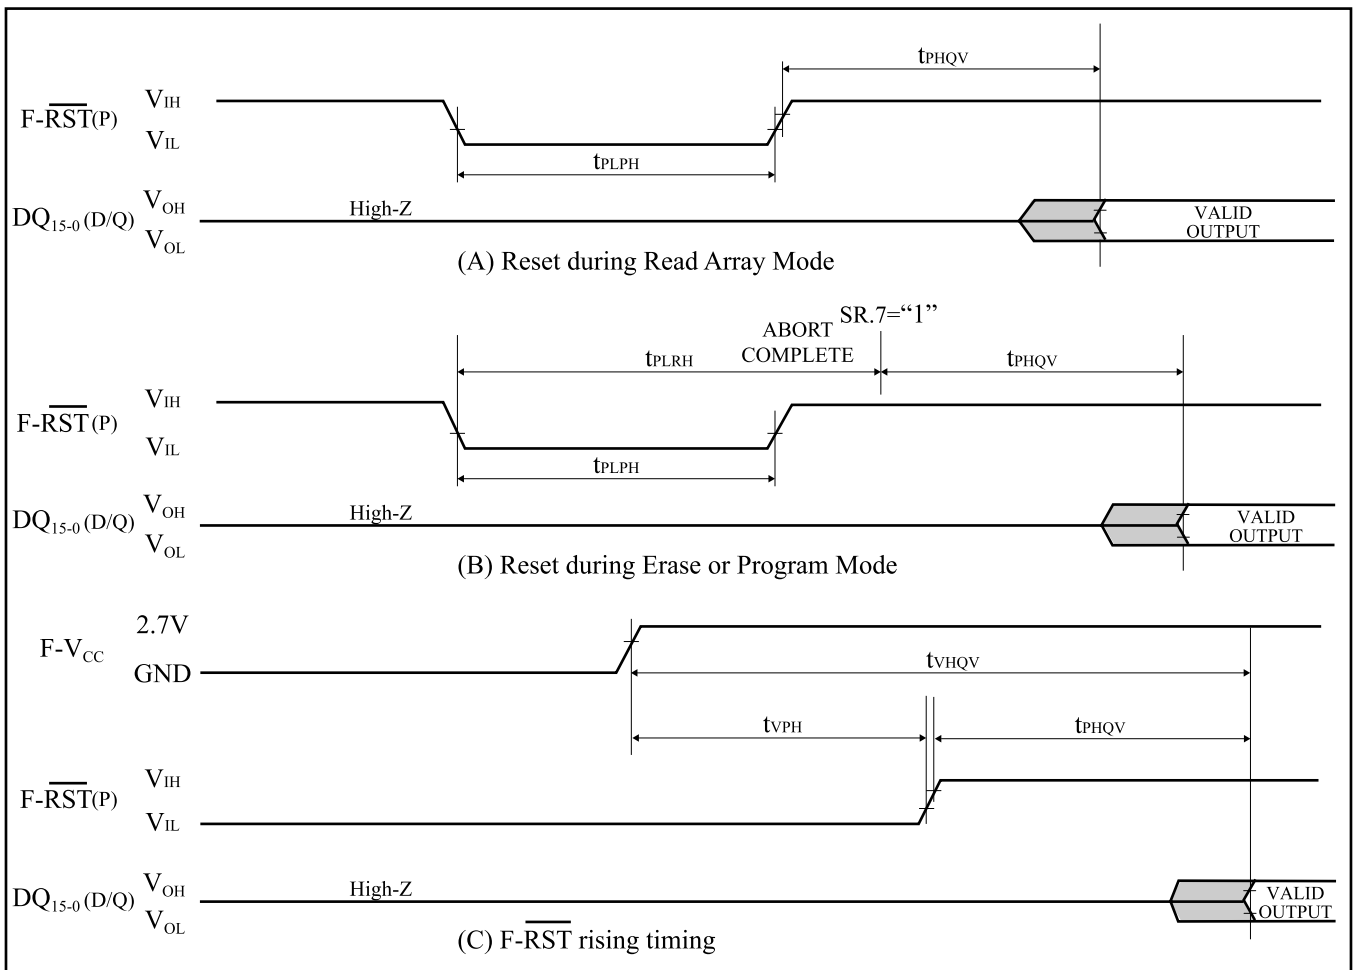 tPHQV
F-RST(P)
VIH
VIL
tPLPH
DQ15-0 (D/Q)
VOH
VOL
High-Z
VALID
OUTPUT
(A) Reset during Read Array Mode
SR.7=“1”
ABORT
COMPLETE
tPLRH
tPHQV
F-RST(P)
VIH
VIL
tPLPH
DQ15-0 (D/Q)
VOH
VOL
High-Z
VALID
OUTPUT
(B) Reset during Erase or Program Mode
F-VCC
2.7V
GND
tVHQV
tVPH
tPHQV
F-RST(P)
VIH
VIL
DQ15-0 (D/Q)
VOH
VOL
High-Z
VALID
OUTPUT
(C) F-RST rising timing